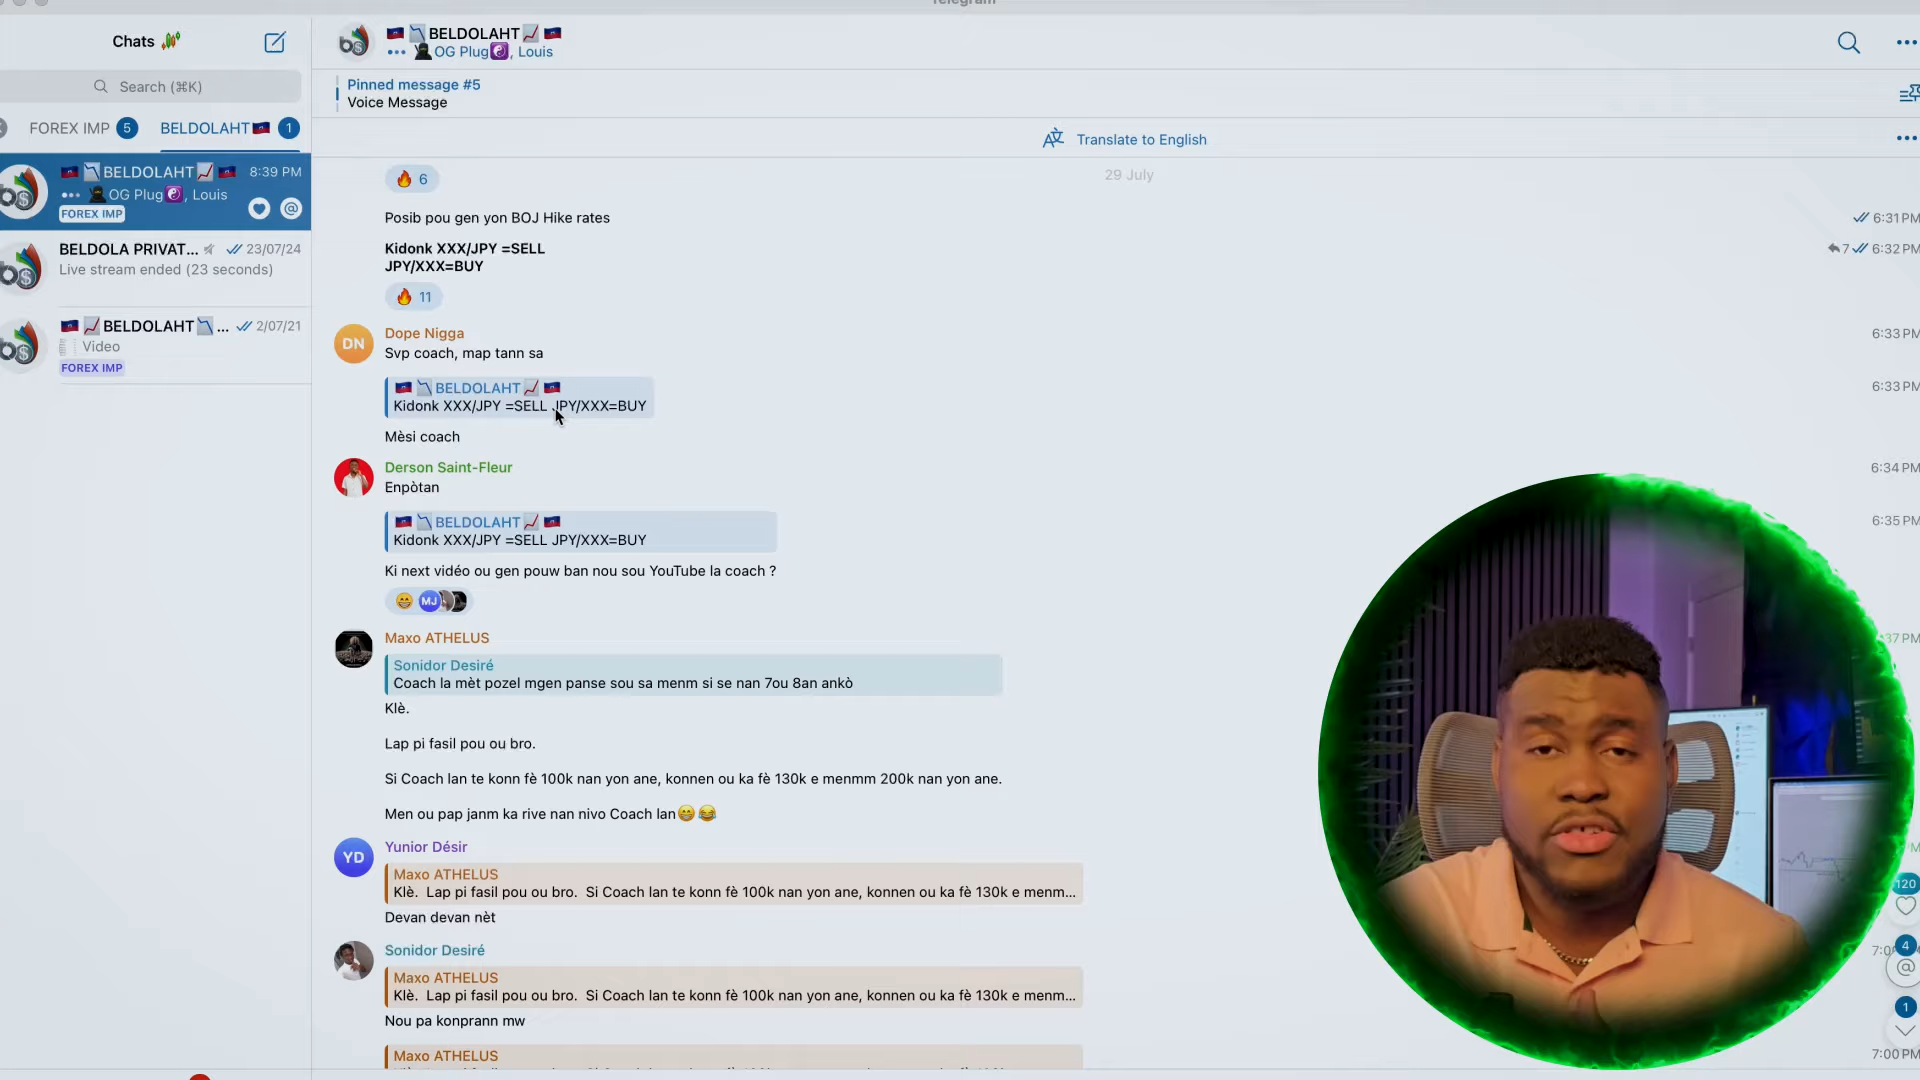 Telegram
Chats
Search (⌘K)
FOREX IMP 5
BELDOLAHT 1
BELDOLAHT 8:39 PM
OG Plug, Louis
FOREX IMP
BELDOLA PRIVAT... 23/07/24
Live stream ended (23 seconds)
BELDOLAHT ... 2/07/21
Video
FOREX IMP
BELDOLAHT
OG Plug, Louis
Pinned message #5
Voice Message
Translate to English
6
29 July
Posib pou gen yon BOJ Hike rates
6:31 PM
Kidonk XXX/JPY =SELL
7 6:32 PM
JPY/XXX=BUY
11
DN
Dope Nigga
6:33 PM
Svp coach, map tann sa
BELDOLAHT
6:33 PM
Kidonk XXX/JPY =SELL JPY/XXX=BUY
Mèsi coach
Derson Saint-Fleur
6:34 PM
Enpòtan
BELDOLAHT
6:35 PM
Kidonk XXX/JPY =SELL JPY/XXX=BUY
Ki next vidéo ou gen pouw ban nou sou YouTube la coach ?
MJ
Maxo ATHELUS
37 PM
Sonidor Desiré
Coach la mèt pozel mgen panse sou sa menm si se nan 7ou 8an ankò
Klè.
Lap pi fasil pou ou bro.
Si Coach lan te konn fè 100k nan yon ane, konnen ou ka fè 130k e menmm 200k nan yon ane.
Men ou pap janm ka rive nan nivo Coach lan
YD
Yunior Désir
Maxo ATHELUS
120
Klè. Lap pi fasil pou ou bro. Si Coach lan te konn fè 100k nan yon ane, konnen ou ka fè 130k e menm...
Devan devan nèt
Sonidor Desiré
4
Maxo ATHELUS
@
Klè. Lap pi fasil pou ou bro. Si Coach lan te konn fè 100k nan yon ane, konnen ou ka fè 130k e menm...
1
Nou pa konprann mw
Maxo ATHELUS
7:00 PM